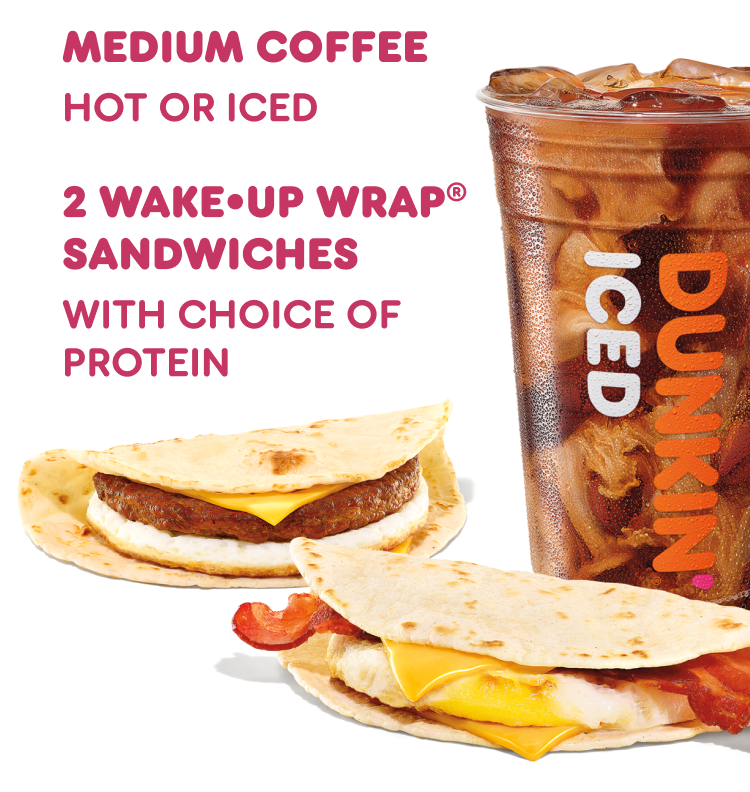 MEDIUM COFFEE
HOT OR ICED
2 WAKE•UP WRAP®
SANDWICHES
WITH CHOICE OF
PROTEIN
DUNKIN'
ICED